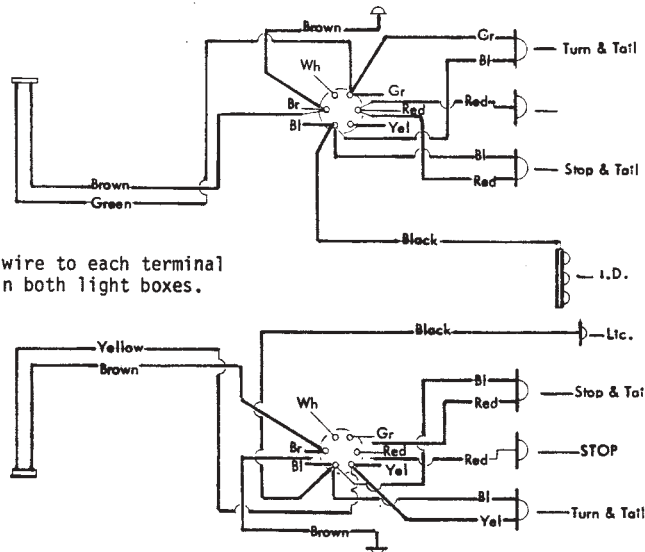 Brown
Gr
Turn & Tail
Bl
Wh
Gr
Br
Red
Red
Bl
Yel
Bl
Stop & Tail
Red
Brown
Green
Black
wire to each terminal
n both light boxes.
I.D.
Black
Lic.
Yellow
Brown
Bl
Stop & Tai
Red
Wh
Gr
Br
Red
Red
STOP
Bl
Yel
Bl
Turn & Tail
Yel
Brown